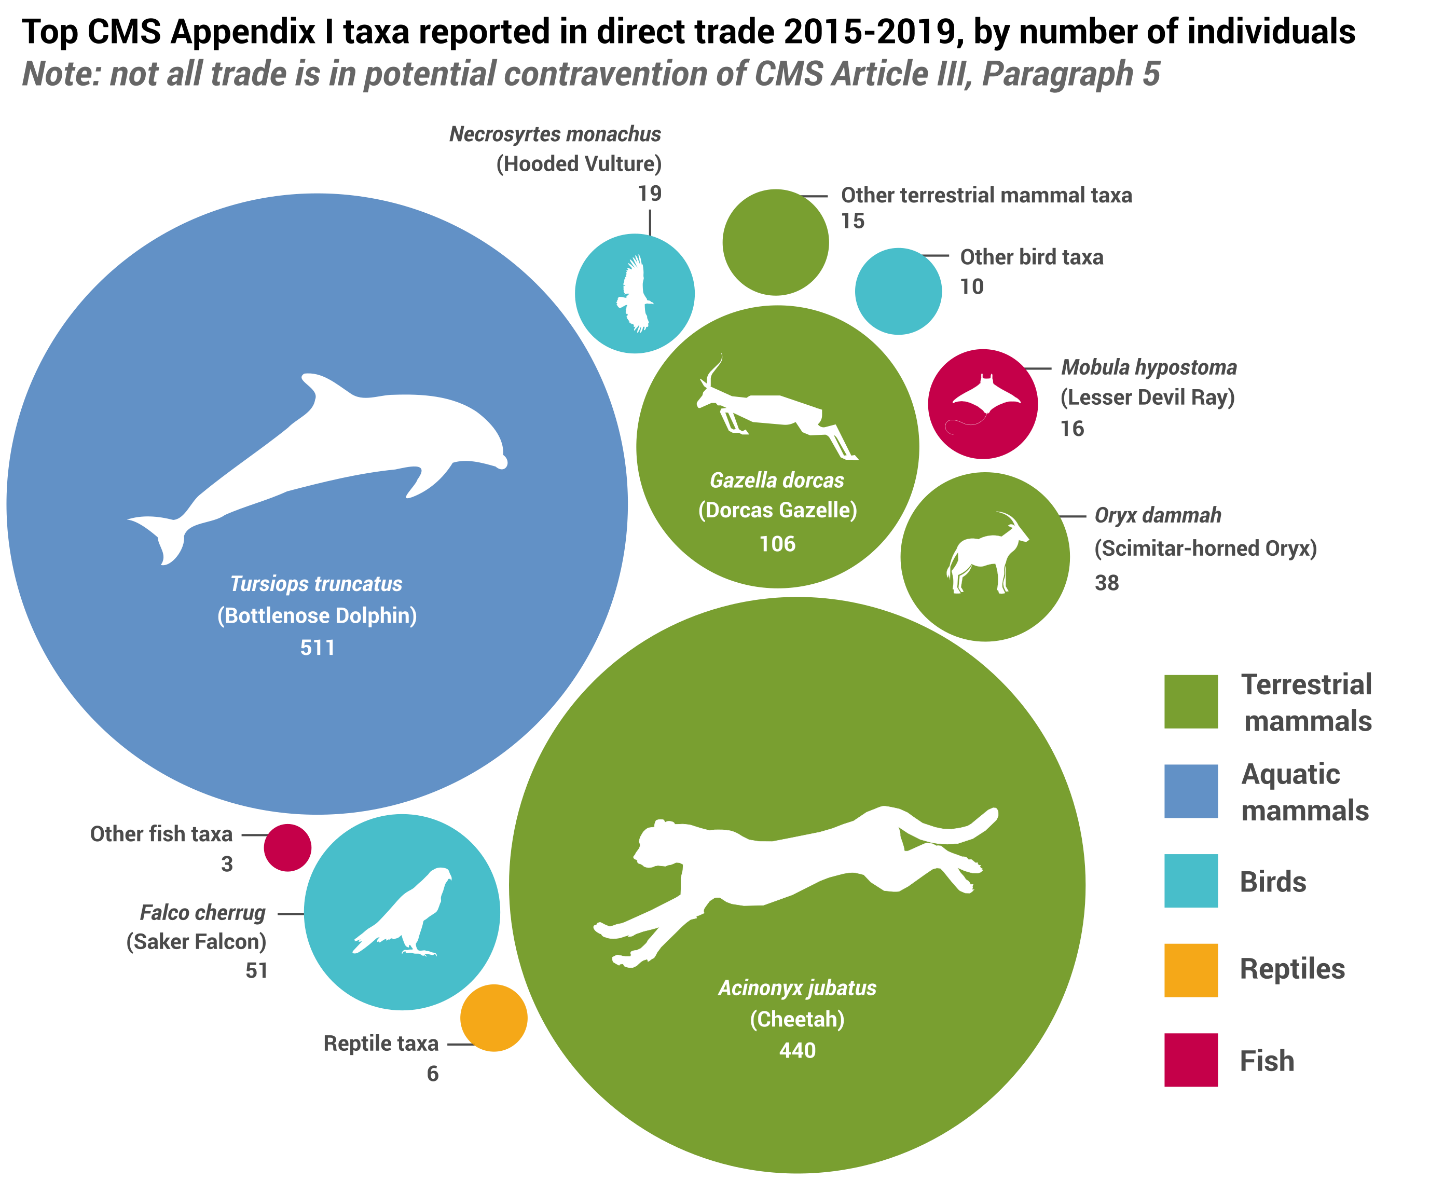 Top CMS Appendix I taxa reported in direct trade 2015-2019, by number of individuals
Note: not all trade is in potential contravention of CMS Article III, Paragraph 5
Necrosyrtes monachus
(Hooded Vulture)
19
Other terrestrial mammal taxa
15
Other bird taxa
10
Mobula hypostoma
(Lesser Devil Ray)
16
Gazella dorcas
(Dorcas Gazelle)
106
Oryx dammah
(Scimitar-horned Oryx)
38
Tursiops truncatus
(Bottlenose Dolphin)
511
Other fish taxa
3
Falco cherrug
(Saker Falcon)
51
Reptile taxa
6
Acinonyx jubatus
(Cheetah)
440
Terrestrial
mammals
Aquatic
mammals
Birds
Reptiles
Fish